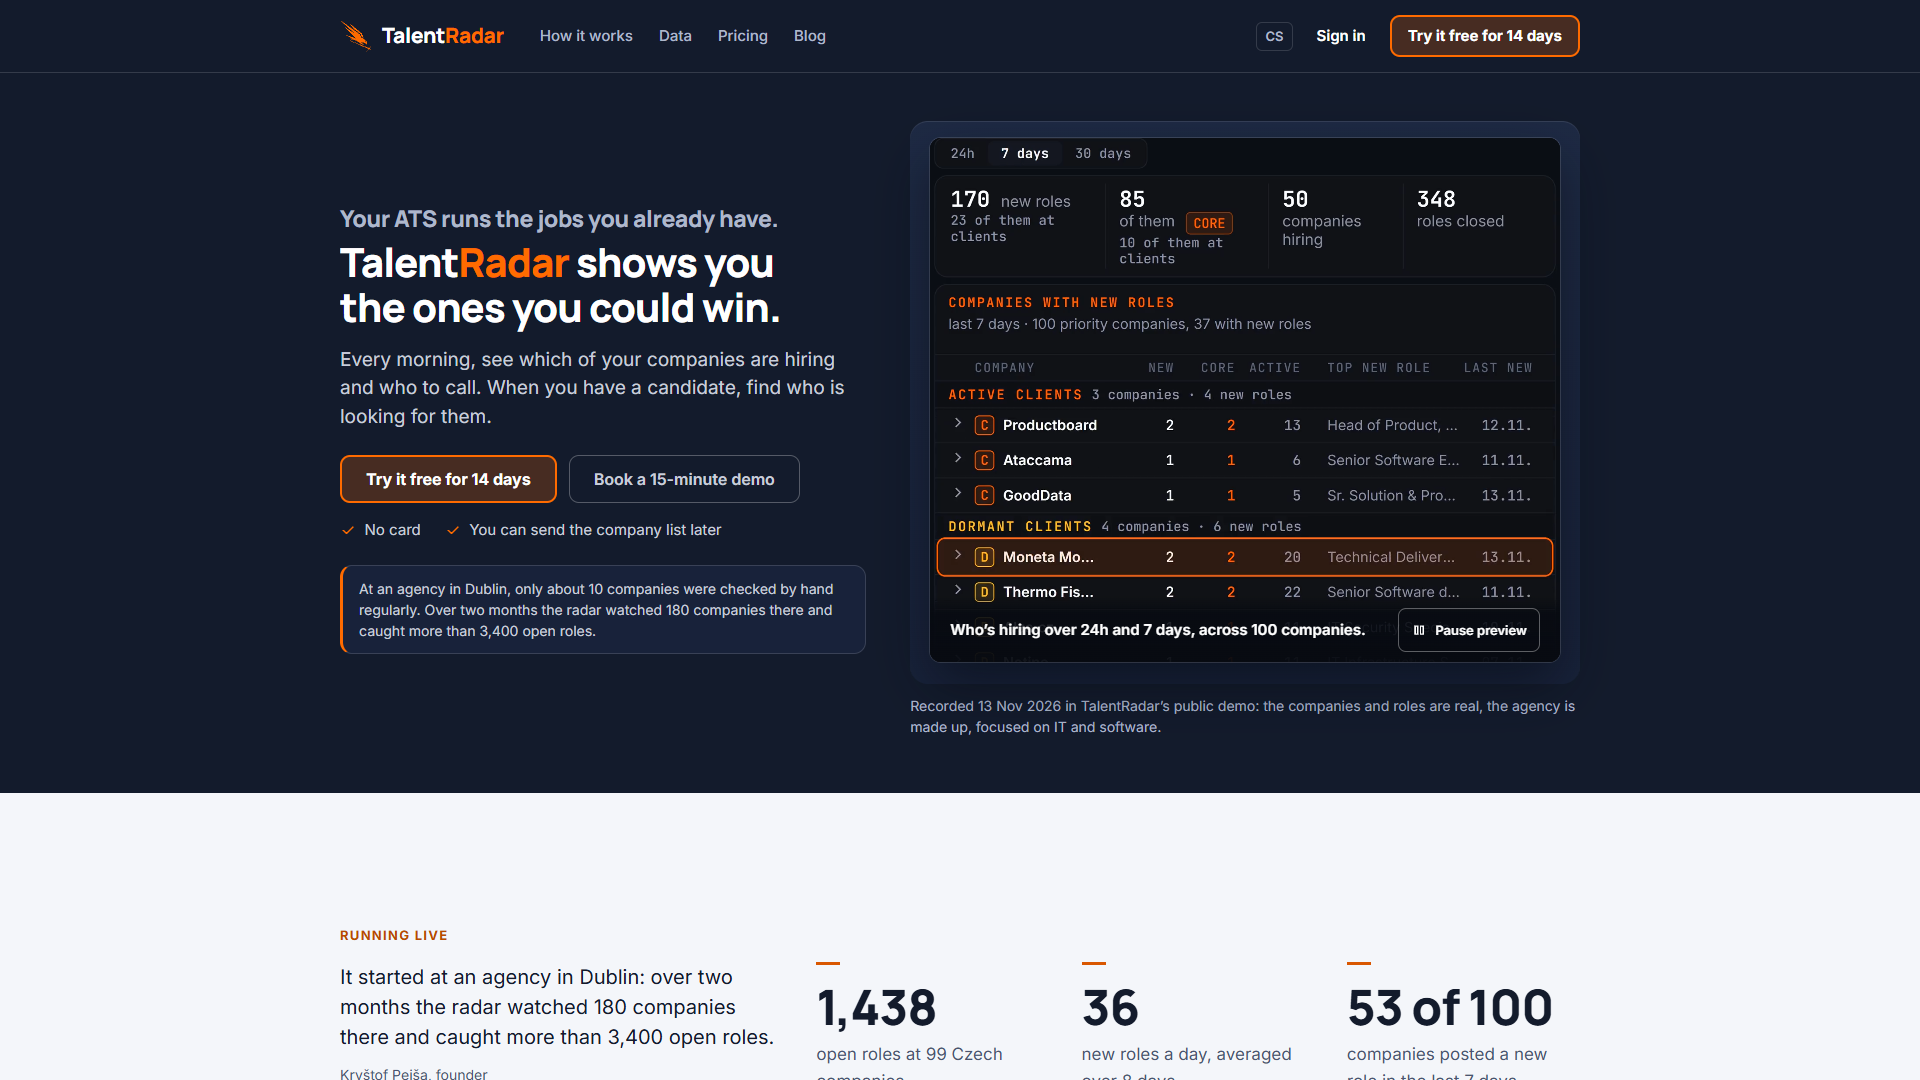 TalentRadar
How it works
Data
Pricing
Blog
CS
Sign in
Try it free for 14 days
Your ATS runs the jobs you already have.
TalentRadar shows you
the ones you could win.
Every morning, see which of your companies are hiring
and who to call. When you have a candidate, find who is
looking for them.
Try it free for 14 days
Book a 15-minute demo
No card
You can send the company list later
At an agency in Dublin, only about 10 companies were checked by hand
regularly. Over two months the radar watched 180 companies there and
caught more than 3,400 open roles.
24h 7 days 30 days
170 new roles
23 of them at
clients
85
of them CORE
10 of them at
clients
50
companies
hiring
348
roles closed
COMPANIES WITH NEW ROLES
last 7 days · 100 priority companies, 37 with new roles
COMPANY NEW CORE ACTIVE TOP NEW ROLE LAST NEW
ACTIVE CLIENTS 3 companies · 4 new roles
C Productboard 2 2 13 Head of Product, ... 12.11.
C Ataccama 1 1 6 Senior Software E... 11.11.
C GoodData 1 1 5 Sr. Solution & Pro... 13.11.
DORMANT CLIENTS 4 companies · 6 new roles
D Moneta Mo... 2 2 20 Technical Deliver... 13.11.
D Thermo Fis... 2 2 22 Senior Software d... 11.11.
Who's hiring over 24h and 7 days, across 100 companies.
Pause preview
Recorded 13 Nov 2026 in TalentRadar's public demo: the companies and roles are real, the agency is
made up, focused on IT and software.
RUNNING LIVE
It started at an agency in Dublin: over two
months the radar watched 180 companies
there and caught more than 3,400 open roles.
Kryštof Pejša, founder
1,438
open roles at 99 Czech
companies
36
new roles a day, averaged
over 8 days
53 of 100
companies posted a new
role in the last 7 days